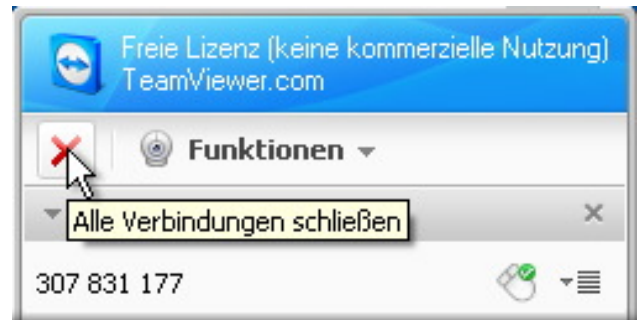 Freie Lizenz (keine kommerzielle Nutzung)
TeamViewer.com
Funktionen
Alle Verbindungen schließen
307 831 177